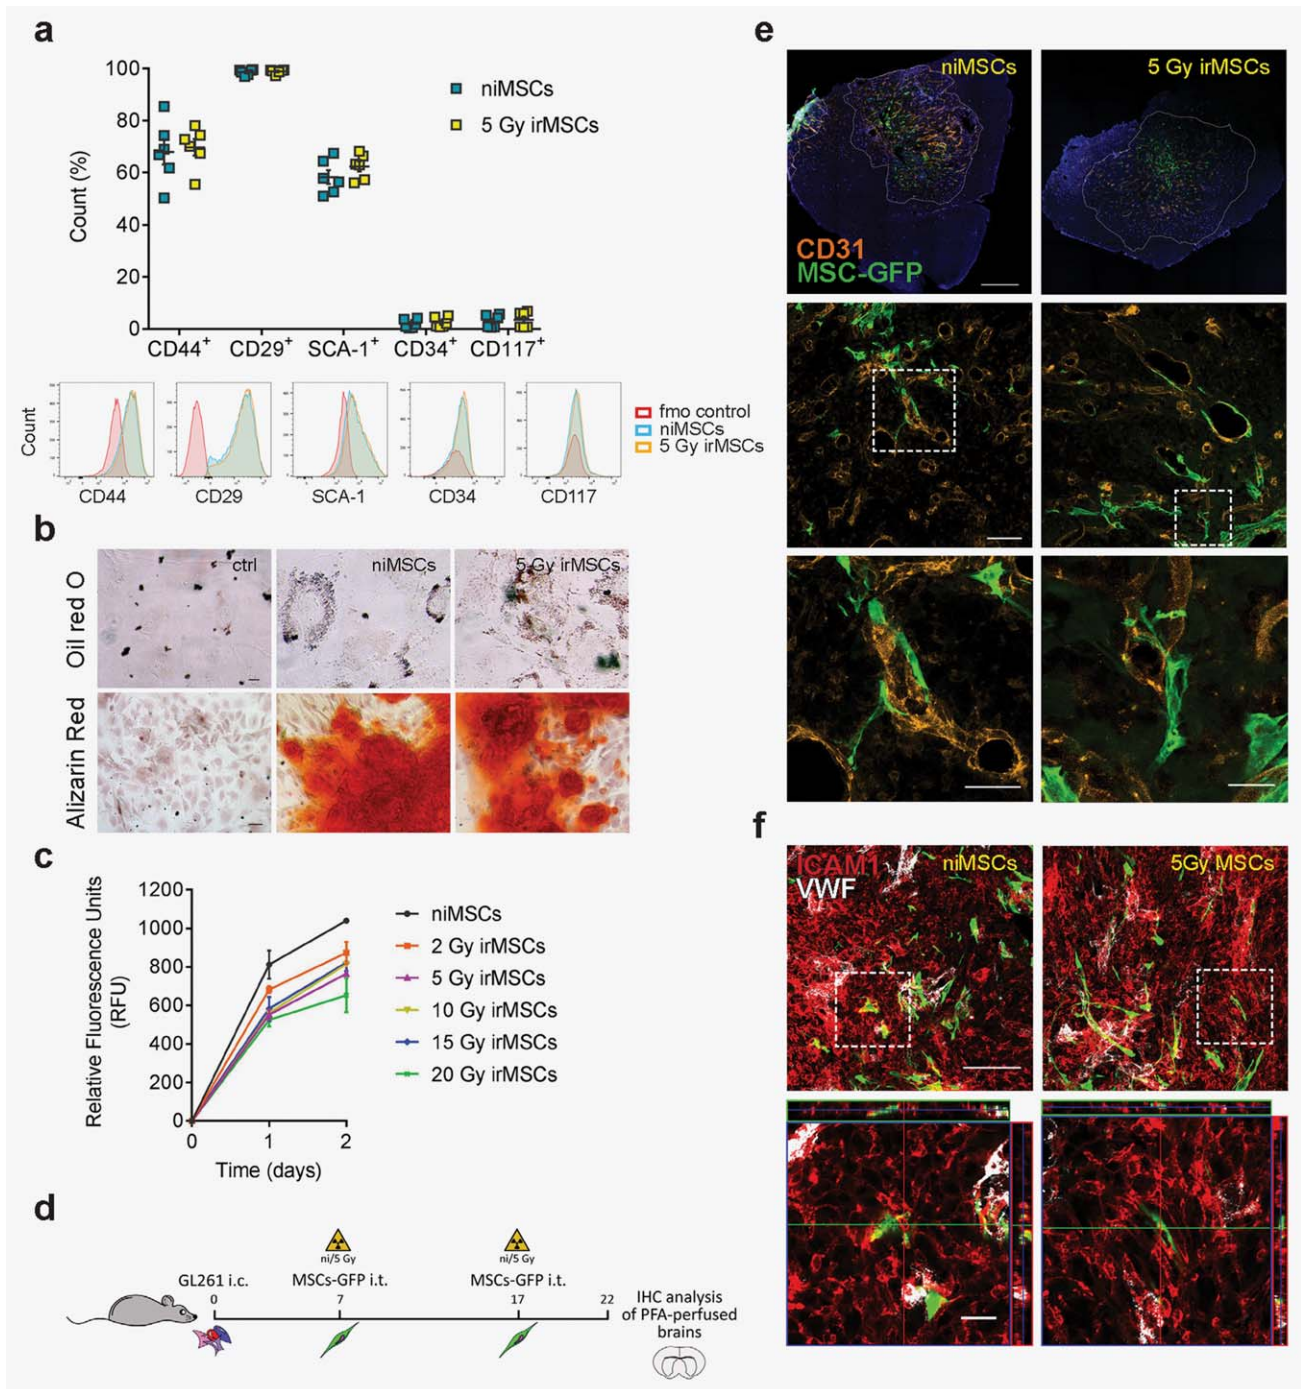 a
100
80
60
40
20
0
Count (%)
niMSCs
5 Gy irMSCs
CD44+ CD29+ SCA-1+ CD34+ CD117+
Count
CD44 CD29 SCA-1 CD34 CD117
fmo control
niMSCs
5 Gy irMSCs
b
Oil red O
ctrl
niMSCs
5 Gy irMSCs
Alizarin Red
c
Relative Fluorescence Units
(RFU)
1200
1000
800
600
400
200
0
0 1 2
Time (days)
niMSCs
2 Gy irMSCs
5 Gy irMSCs
10 Gy irMSCs
15 Gy irMSCs
20 Gy irMSCs
d
ni/5 Gy ni/5 Gy
GL261 i.c. MSCs-GFP i.t. MSCs-GFP i.t.
0 7 17 22
IHC analysis
of PFA-perfused
brains
e
niMSCs
5 Gy irMSCs
CD31
MSC-GFP
f
ICAM1
VWF
niMSCs
5Gy MSCs